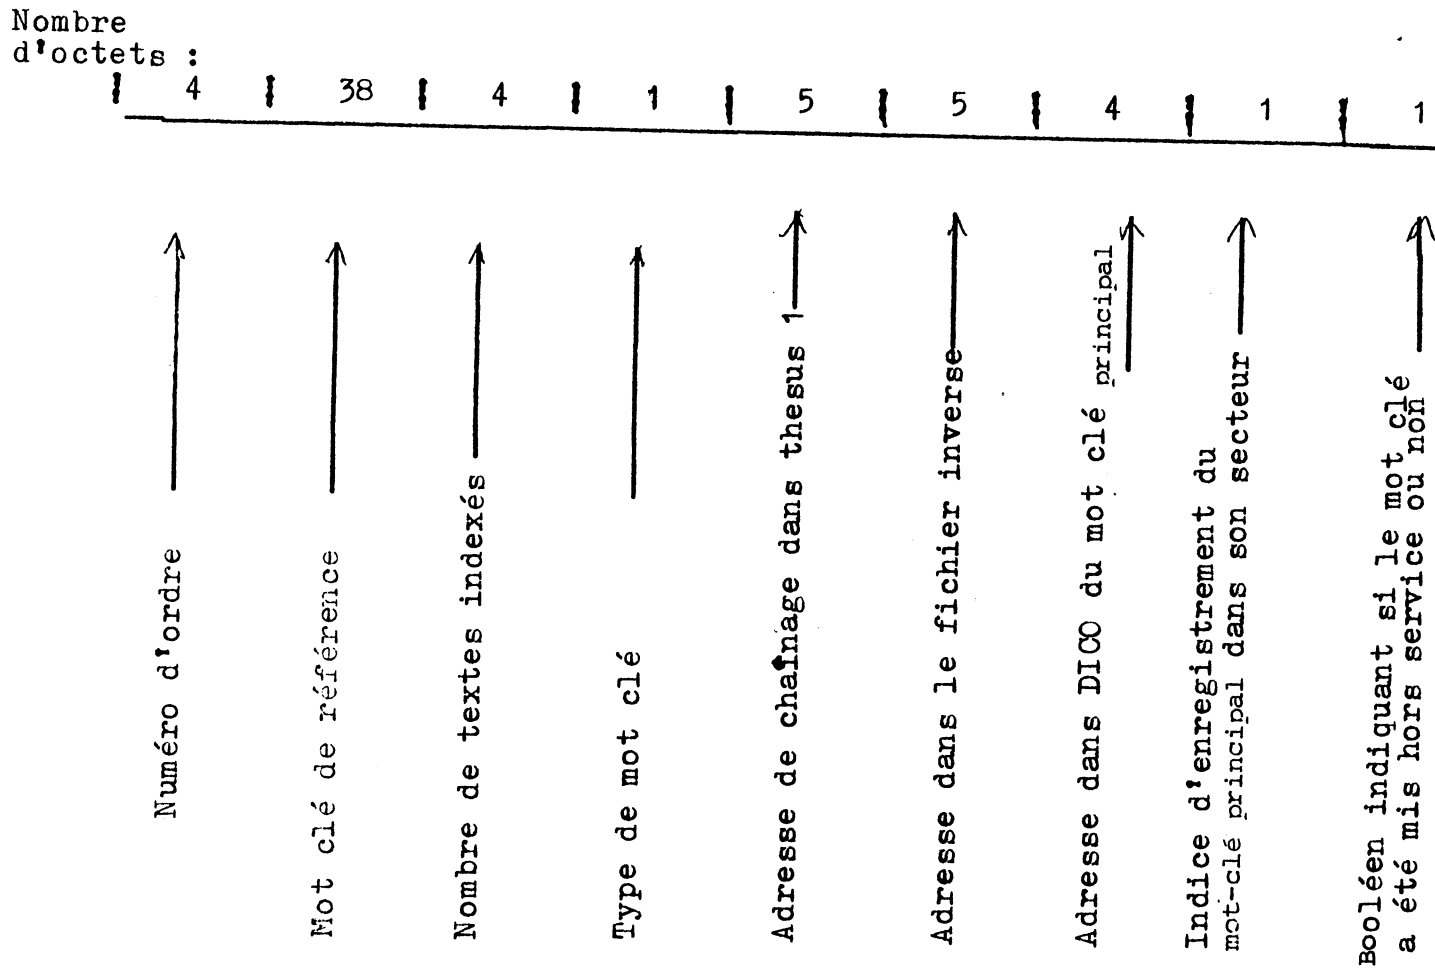 Nombre
d'octets :
4 38 4 1 5 5 4 1 1
Numéro d'ordre
Mot clé de référence
Nombre de textes indexés
Type de mot clé
Adresse de chaînage dans thesus 1
Adresse dans le fichier inverse
Adresse dans DICO du mot clé principal
Indice d'enregistrement du
mot-clé principal dans son secteur
Booléen indiquant si le mot clé
a été mis hors service ou non